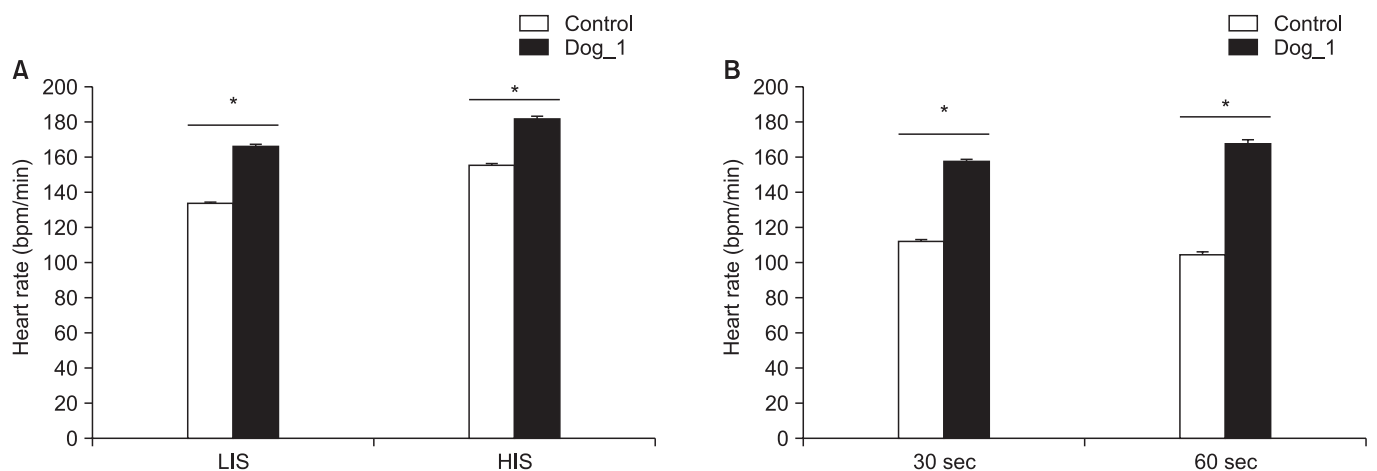 Control
Dog_1
A
200
*
*
180
160
140
120
100
80
60
40
20
0
Heart rate (bpm/min)
LIS
HIS
Control
Dog_1
B
200
*
*
180
160
140
120
100
80
60
40
20
0
Heart rate (bpm/min)
30 sec
60 sec